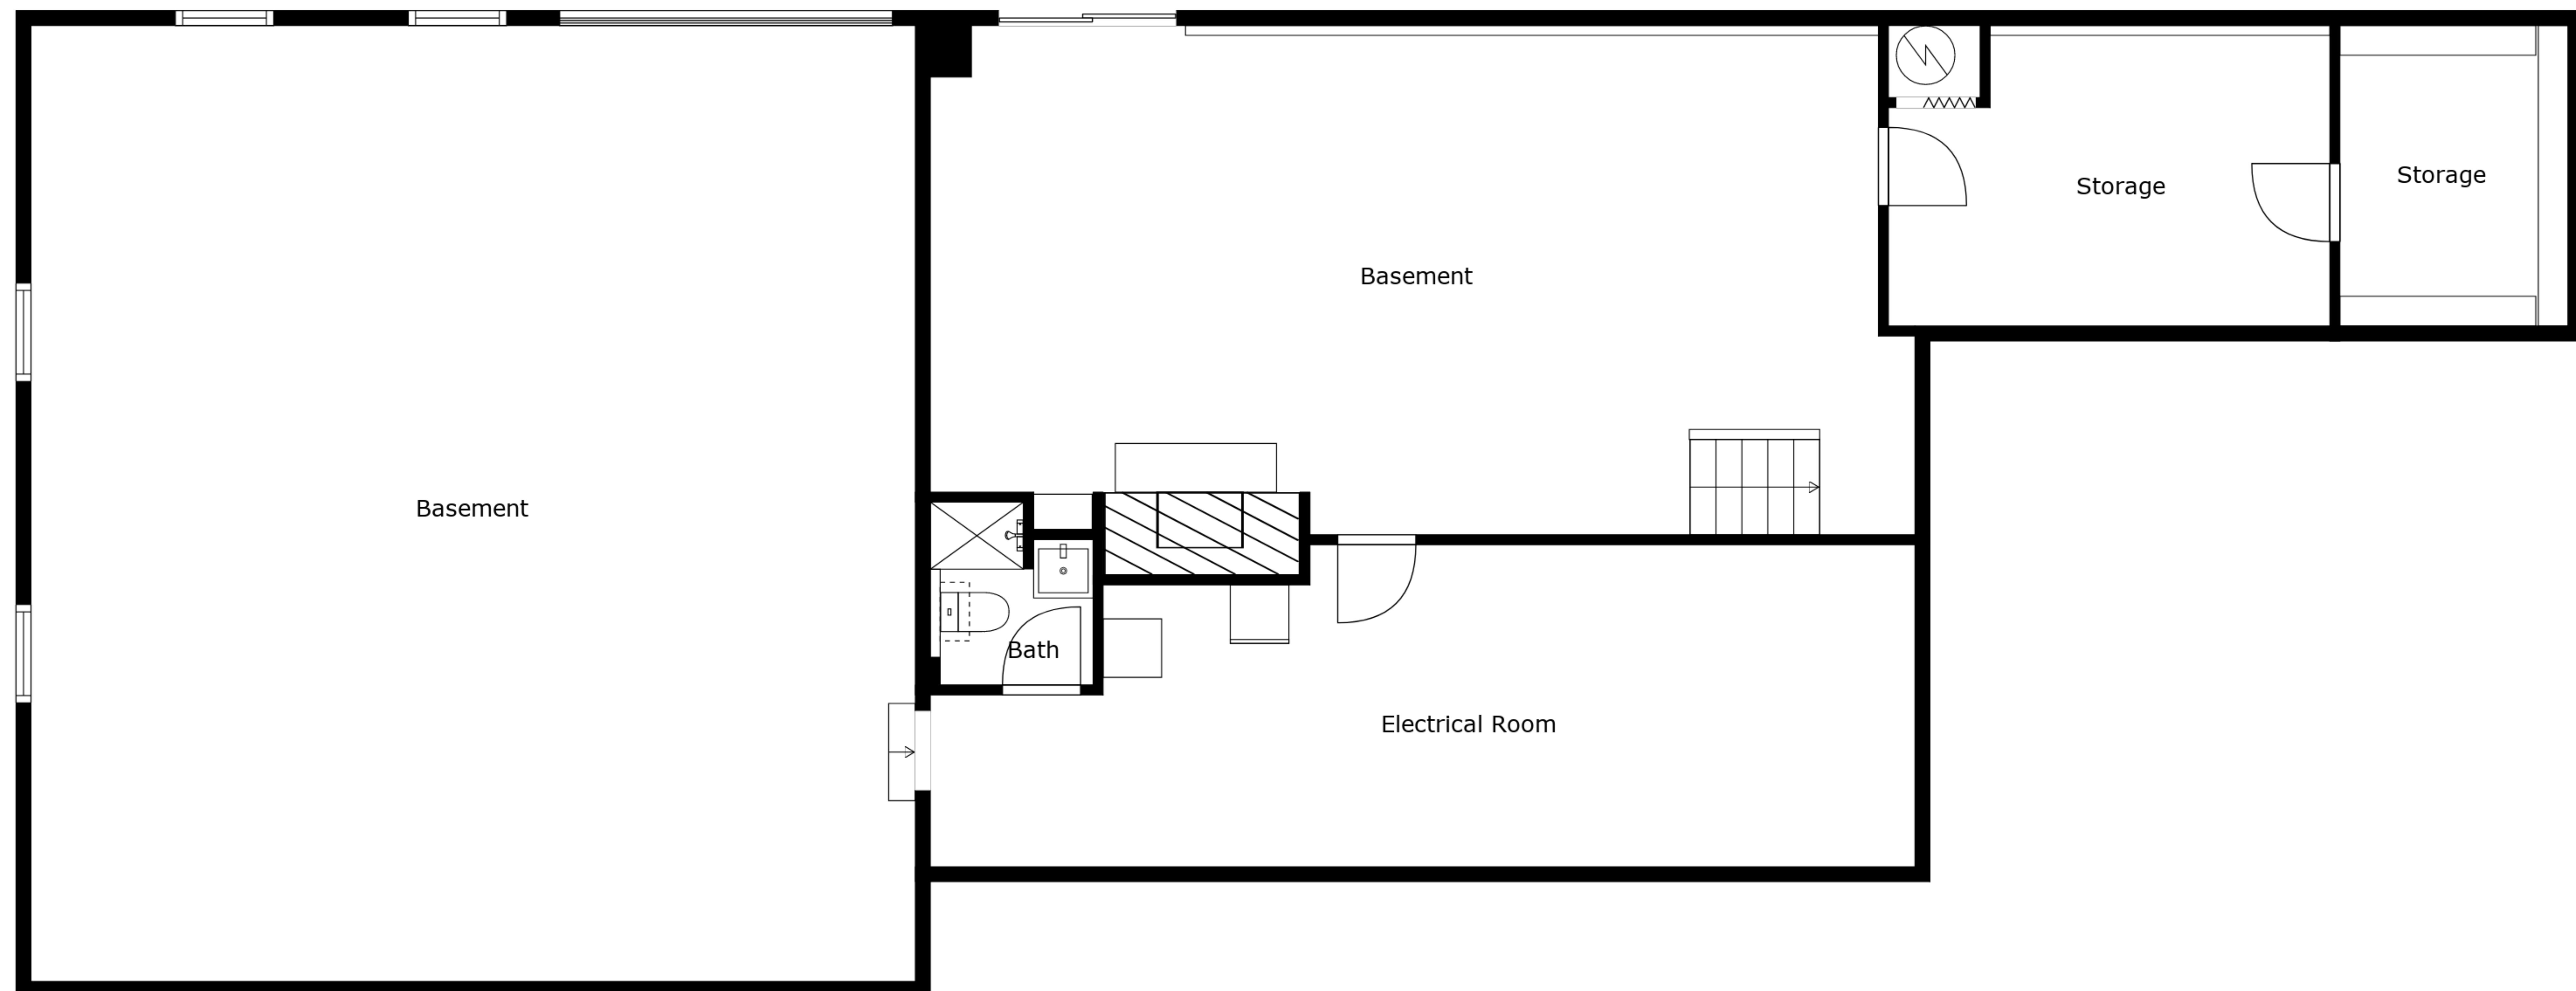 Storage
Storage
Basement
Basement
Bath
Electrical Room